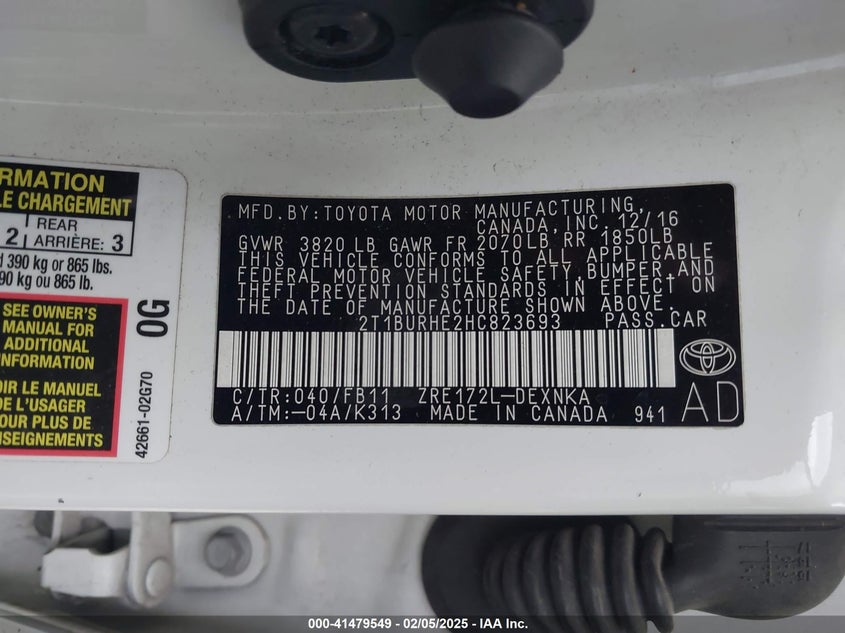 RMATION
LE CHARGEMENT
2 REAR
ARRIÈRE: 3
390 kg or 865 lbs.
90 kg ou 865 lb.
SEE OWNER'S
MANUAL FOR
ADDITIONAL
INFORMATION
OIR LE MANUEL
DE L'USAGER
POUR PLUS DE
NSEIGNEMENTS
42661-02G70
0G
MFD.BY:TOYOTA MOTOR MANUFACTURING,
CANADA,INC. 12/16
GVWR 3820 LB GAWR FR 2070LB RR 1850LB
THIS VEHICLE CONFORMS TO ALL APPLICABLE
FEDERAL MOTOR VEHICLE SAFETY,BUMPER,AND
THEFT PREVENTION STANDARDS IN EFFECT ON
THE DATE OF MANUFACTURE SHOWN ABOVE.
2T1BURHE2HC823693 PASS.CAR
C/TR:040/FB11 ZRE172L-DEXNKA
A/TM:-04A/K313 MADE IN CANADA 941
AD
000-41479549 - 02/05/2025 - IAA Inc.